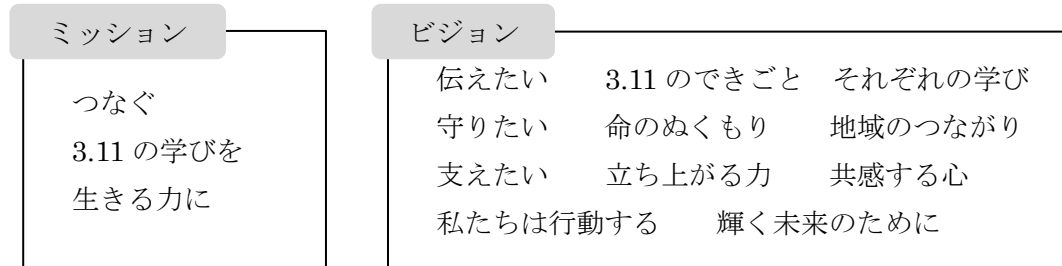 ミッション
つなぐ
3.11 の学びを
生きる力に
ビジョン
伝えたい 3.11 のできごと それぞれの学び
守りたい 命のぬくもり 地域のつながり
支えたい 立ち上がる力 共感する心
私たちは行動する 輝く未来のために